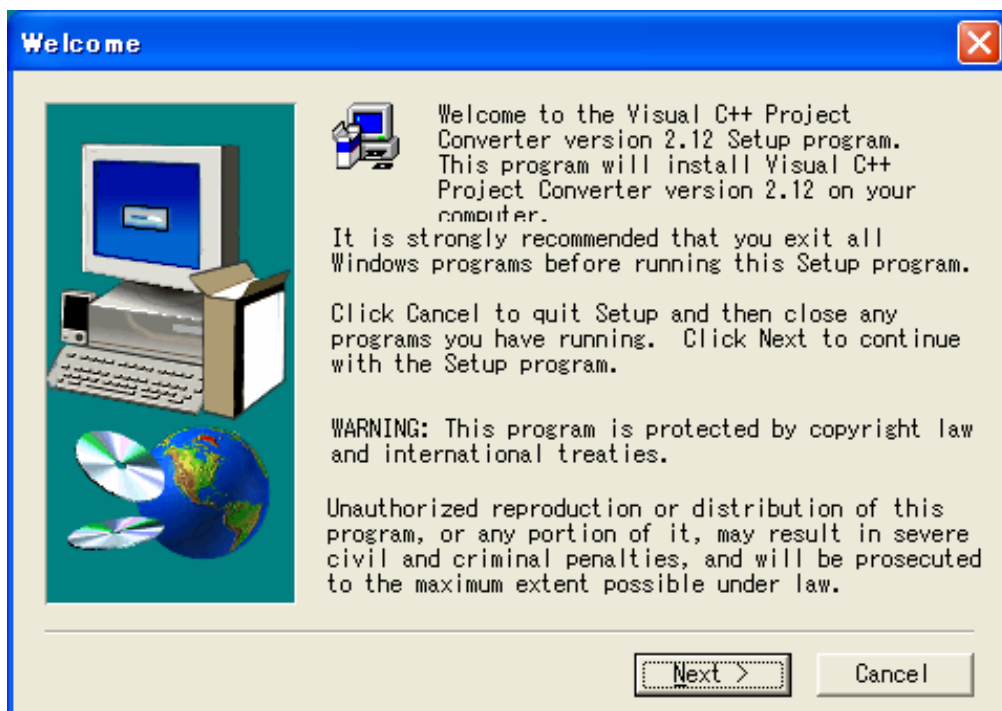 Welcome
Welcome to the Visual C++ Project
Converter version 2.12 Setup program.
This program will install Visual C++
Project Converter version 2.12 on your
computer.
It is strongly recommended that you exit all
Windows programs before running this Setup program.
Click Cancel to quit Setup and then close any
programs you have running.  Click Next to continue
with the Setup program.
WARNING: This program is protected by copyright law
and international treaties.
Unauthorized reproduction or distribution of this
program, or any portion of it, may result in severe
civil and criminal penalties, and will be prosecuted
to the maximum extent possible under law.
Next >
Cancel